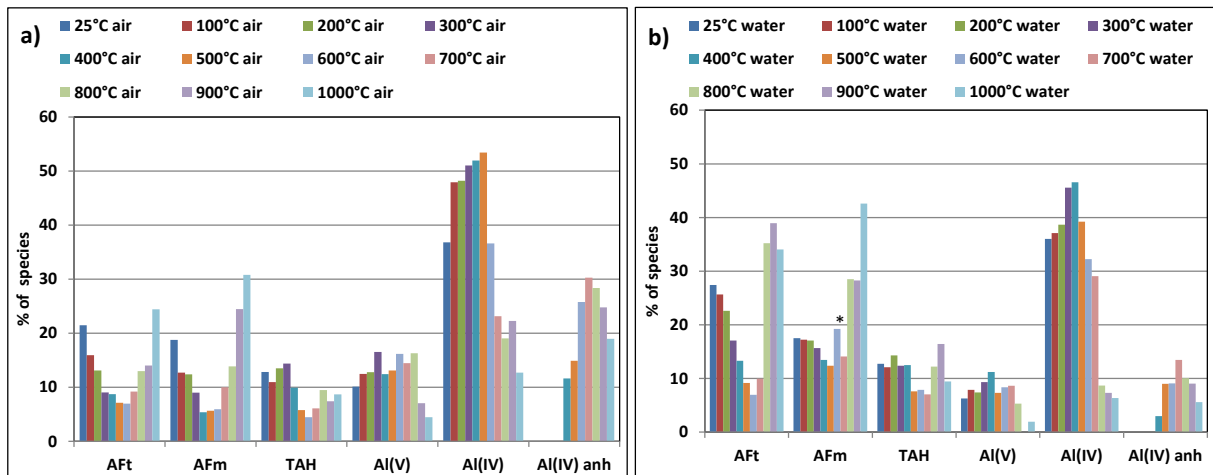 a)
25°C air 100°C air 200°C air 300°C air
400°C air 500°C air 600°C air 700°C air
800°C air 900°C air 1000°C air
60
50
40
30
20
10
0
% of species
AFt AFm TAH Al(V) Al(IV) Al(IV) anh
b)
25°C water 100°C water 200°C water 300°C water
400°C water 500°C water 600°C water 700°C water
800°C water 900°C water 1000°C water
60
50
40
30
20
10
0
% of species
*
AFt AFm TAH Al(V) Al(IV) Al(IV) anh